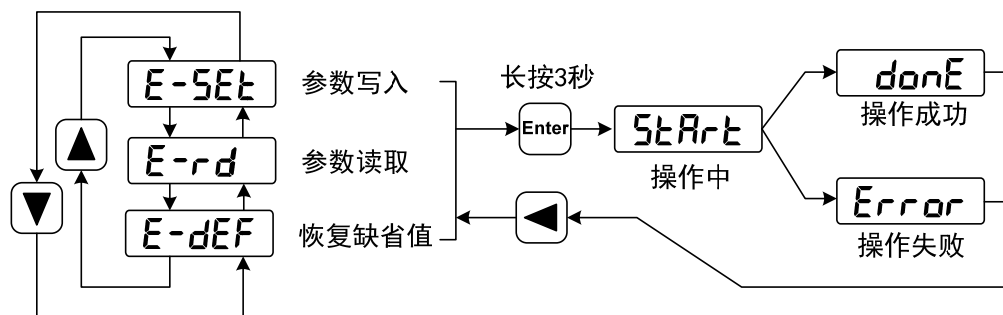 E-SEt
参数写入
E-rd
参数读取
E-dEF
恢复缺省值
长按3秒
Enter
StArt
操作中
donE
操作成功
Error
操作失败